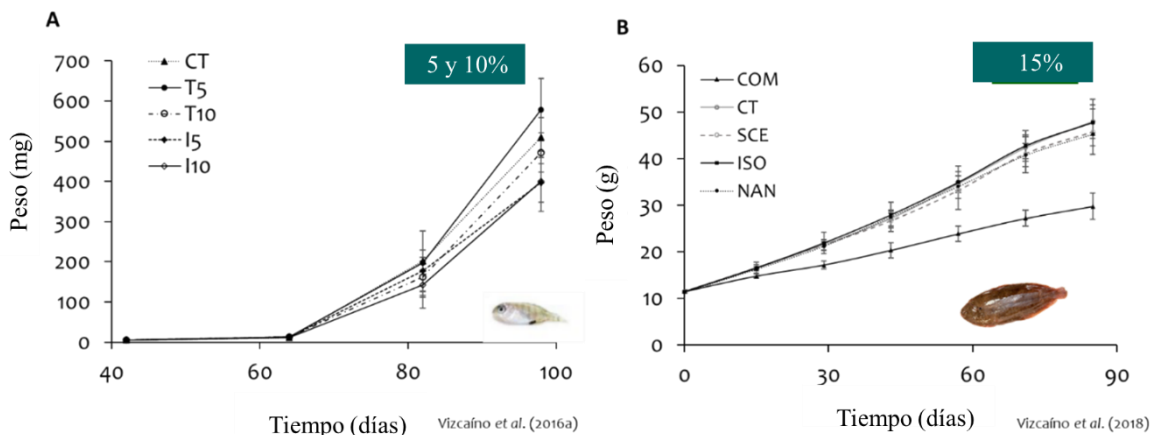 A
5 y 10%
CT
T5
T10
I5
I10
700
600
500
400
300
200
100
0
Peso (mg)
40
60
80
100
Tiempo (días)
Vizcaíno et al. (2016a)
B
15%
COM
CT
SCE
ISO
NAN
60
50
40
30
20
10
0
Peso (g)
0
30
60
90
Tiempo (días)
Vizcaíno et al. (2018)